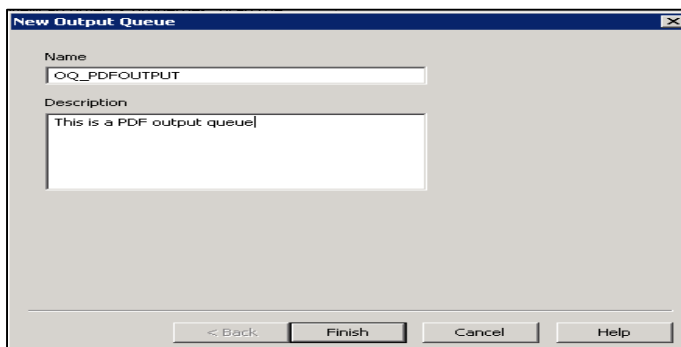 New Output Queue
Name
OQ_PDFOUTPUT
Description
This is a PDF output queue
< Back
Finish
Cancel
Help